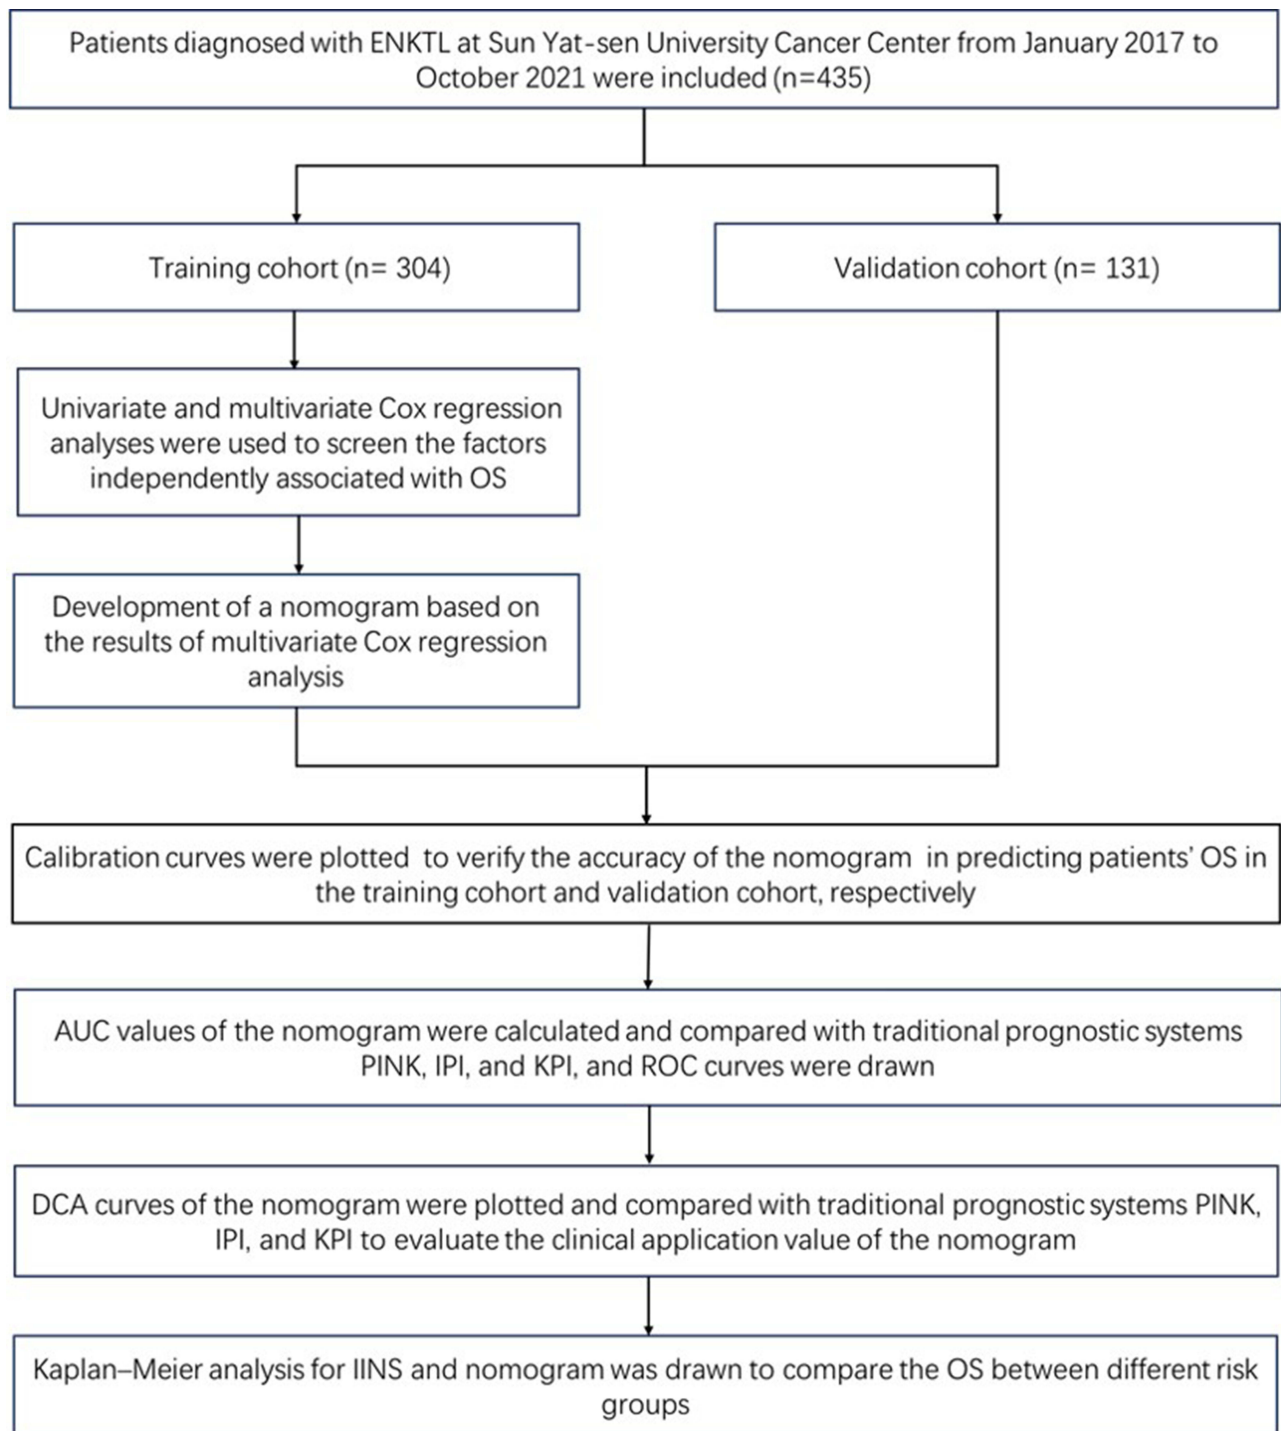 Patients diagnosed with ENKTL at Sun Yat-sen University Cancer Center from January 2017 to
October 2021 were included (n=435)
Training cohort (n= 304)
Validation cohort (n= 131)
Univariate and multivariate Cox regression
analyses were used to screen the factors
independently associated with OS
Development of a nomogram based on
the results of multivariate Cox regression
analysis
Calibration curves were plotted to verify the accuracy of the nomogram in predicting patients’ OS in
the training cohort and validation cohort, respectively
AUC values of the nomogram were calculated and compared with traditional prognostic systems
PINK, IPI, and KPI, and ROC curves were drawn
DCA curves of the nomogram were plotted and compared with traditional prognostic systems PINK,
IPI, and KPI to evaluate the clinical application value of the nomogram
Kaplan–Meier analysis for IINS and nomogram was drawn to compare the OS between different risk
groups